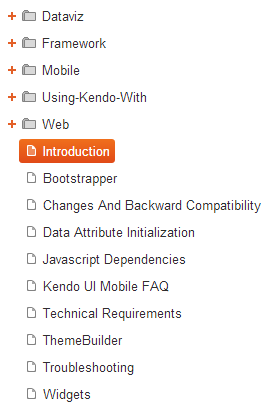 Dataviz
Framework
Mobile
Using-Kendo-With
Web
Introduction
Bootstrapper
Changes And Backward Compatibility
Data Attribute Initialization
Javascript Dependencies
Kendo UI Mobile FAQ
Technical Requirements
ThemeBuilder
Troubleshooting
Widgets